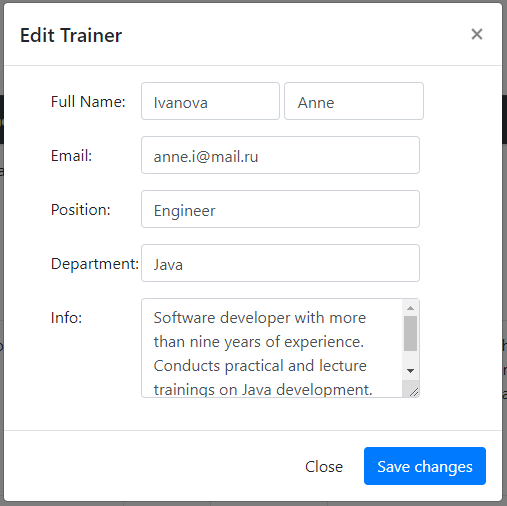 Edit Trainer ×
Full Name: Ivanova Anne
Email: anne.i@mail.ru
Position: Engineer
Department: Java
Info: Software developer with more
than nine years of experience.
Conducts practical and lecture
trainings on Java development.
Close Save changes